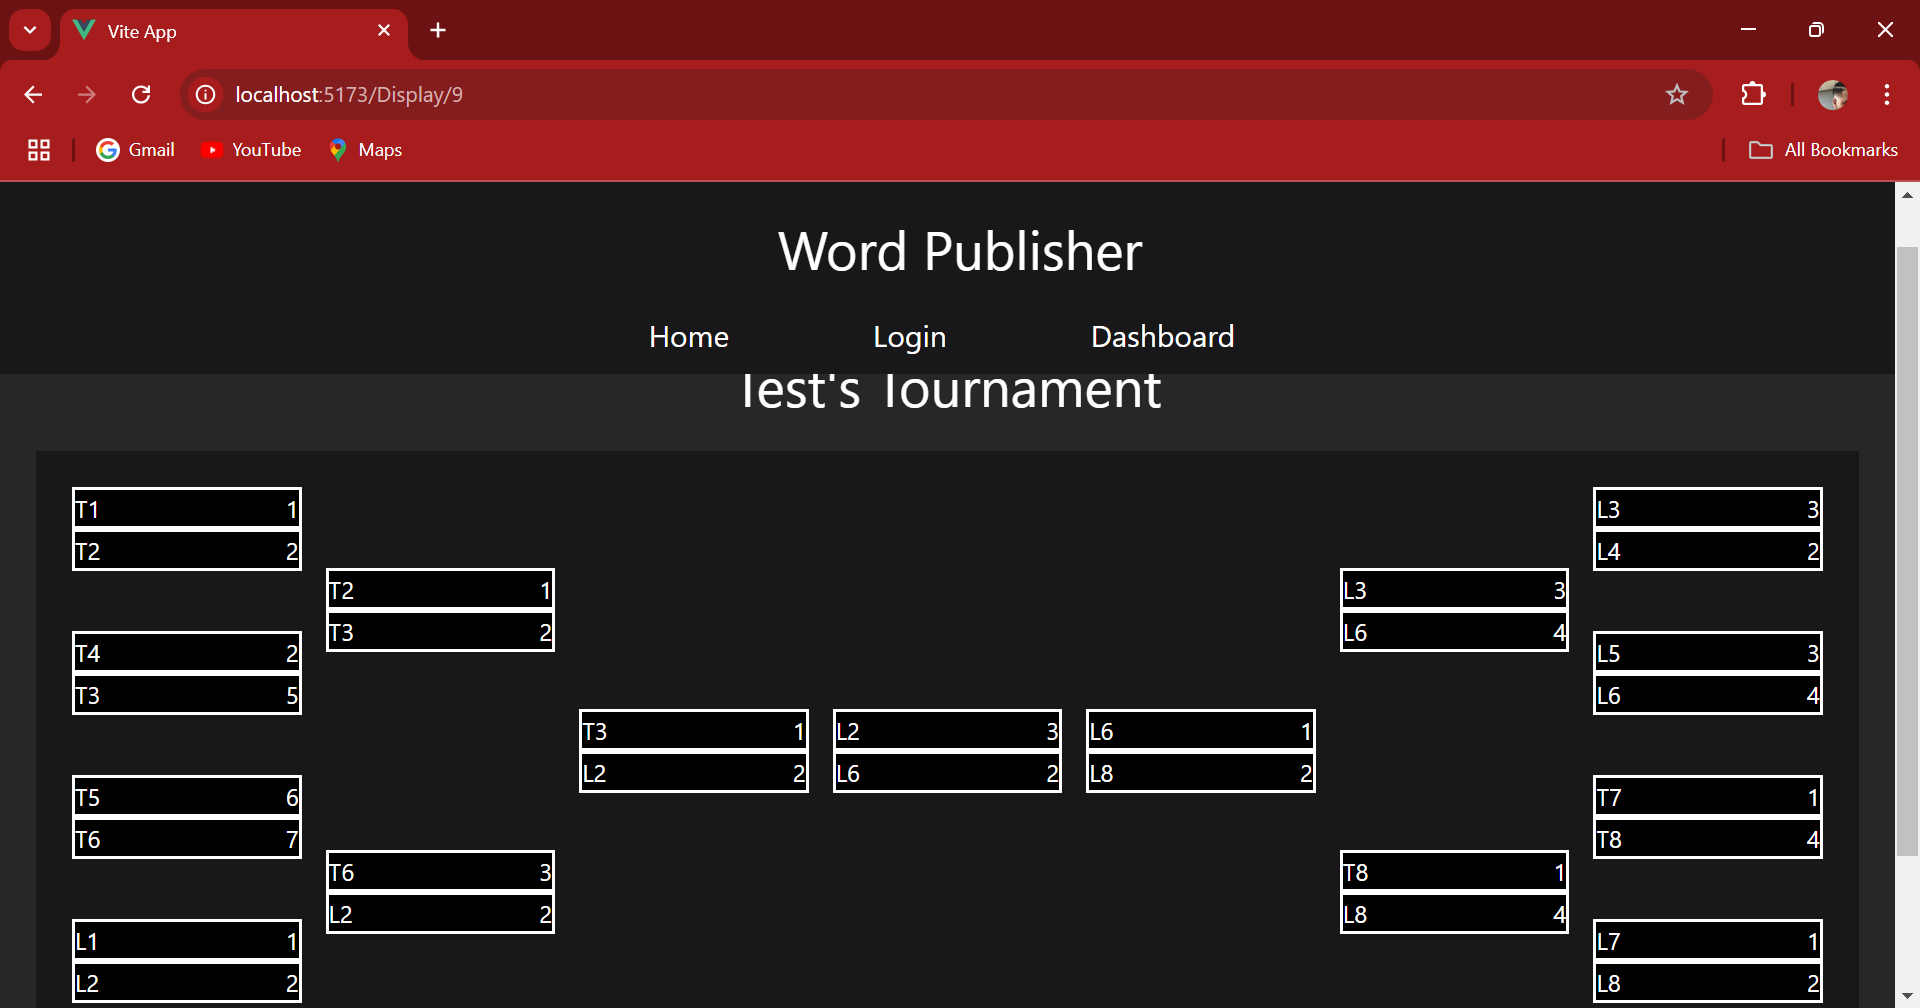 Vite App
localhost:5173/Display/9
Gmail YouTube Maps All Bookmarks
Word Publisher
Home Login Dashboard
Test's Tournament
T1 1
T2 2
T4 2
T3 5
T5 6
T6 7
L1 1
L2 2
T2 1
T3 2
T6 3
L2 2
T3 1
L2 2
L2 3
L6 2
L6 1
L8 2
L3 3
L6 4
T8 1
L8 4
L3 3
L4 2
L5 3
L6 4
T7 1
T8 4
L7 1
L8 2